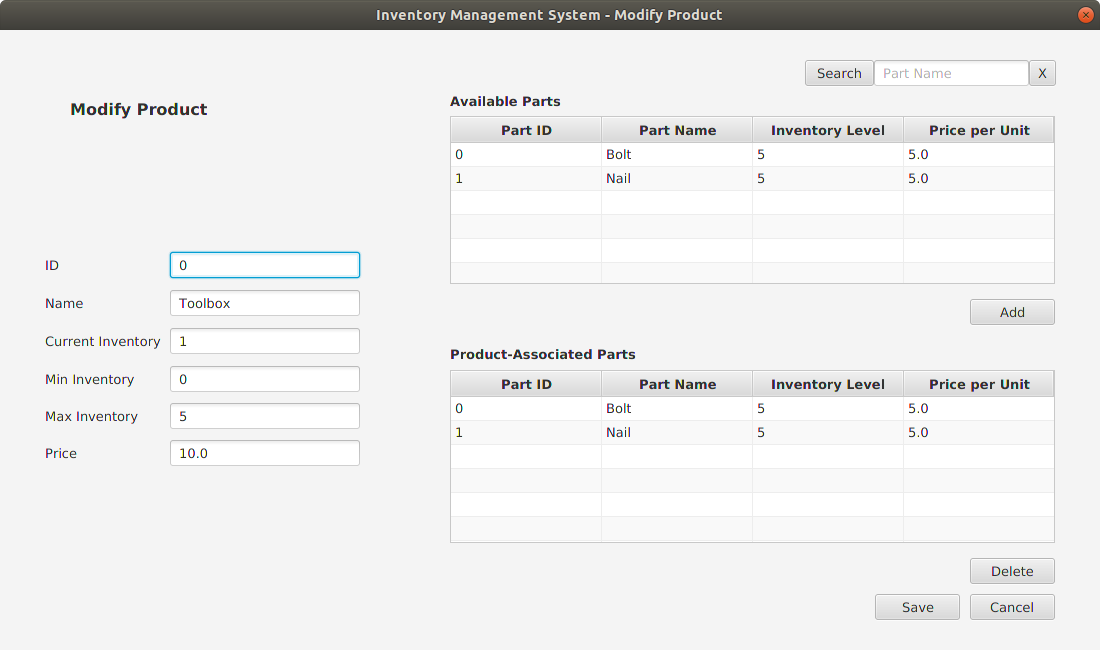 Inventory Management System - Modify Product
Search Part Name X
Modify Product
Available Parts
Part ID Part Name Inventory Level Price per Unit
0 Bolt 5 5.0
1 Nail 5 5.0
ID 0
Name Toolbox
Current Inventory 1
Min Inventory 0
Max Inventory 5
Price 10.0
Add
Product-Associated Parts
Part ID Part Name Inventory Level Price per Unit
0 Bolt 5 5.0
1 Nail 5 5.0
Delete
Save Cancel